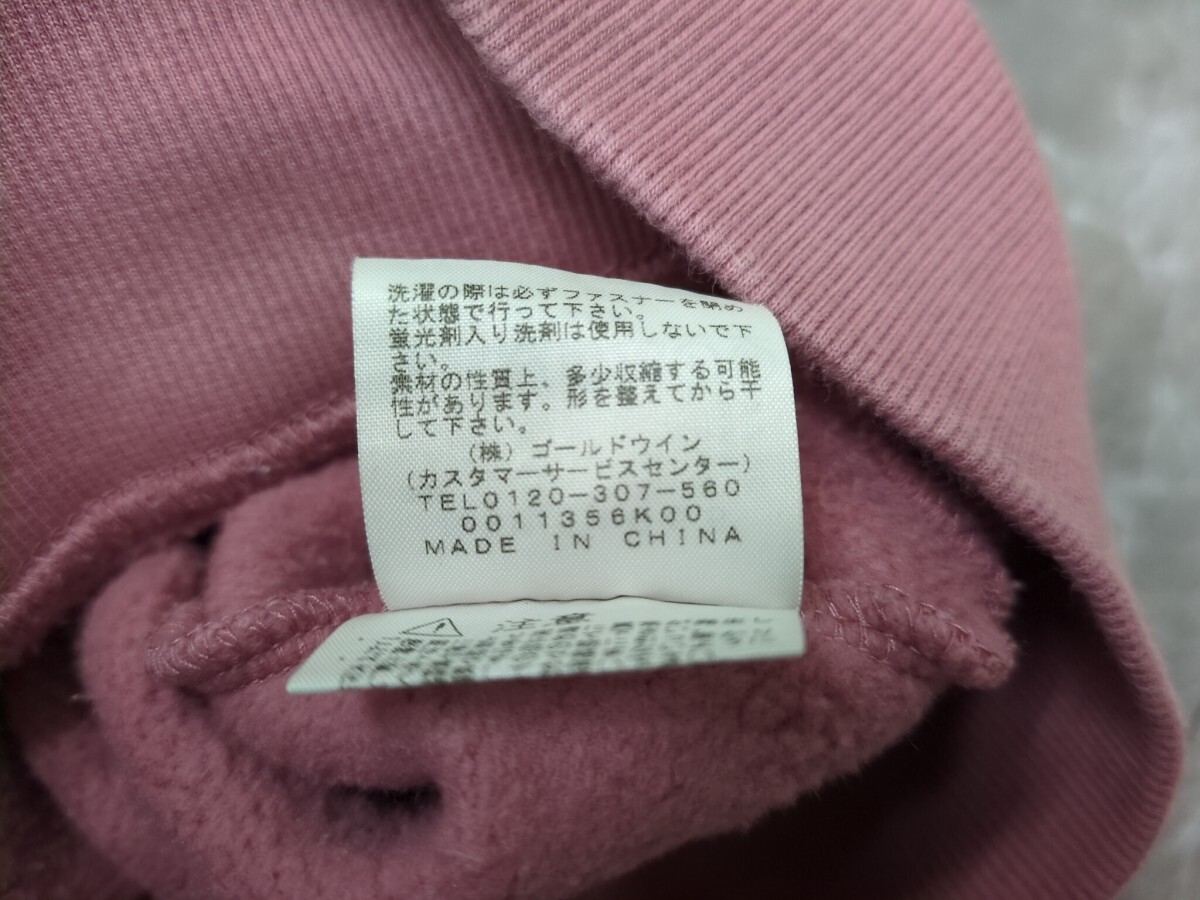 洗濯の際は必ずファスナーを閉め
た状態で行って下さい。
蛍光剤入り洗剤は使用しないで下
さい。
素材の性質上、多少収縮する可能
性があります。形を整えてから干
して下さい。
(株) ゴールドウイン
(カスタマーサービスセンター)
TEL0120-307-560
0011356K00
MADE IN CHINA
注意